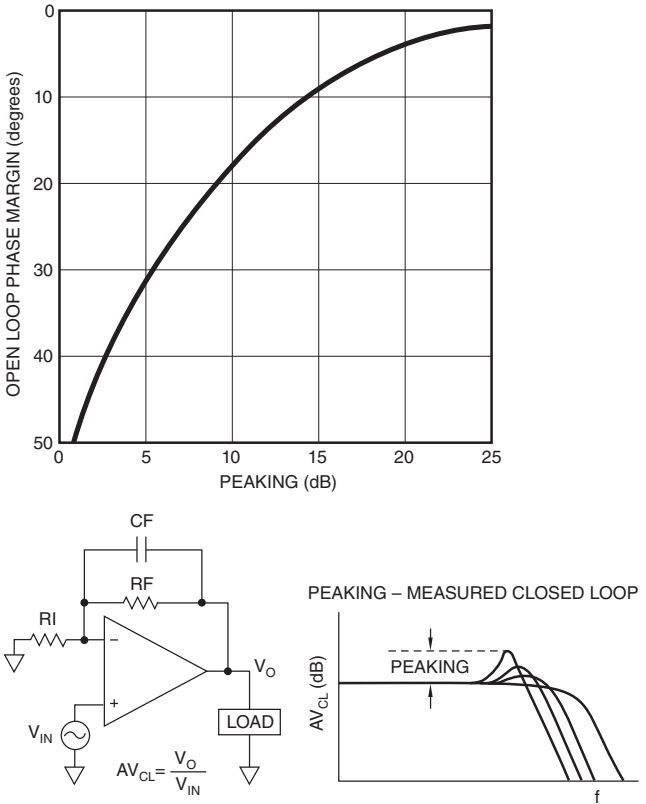 OPEN LOOP PHASE MARGIN (degrees)
0
10
20
30
40
50
0 5 10 15 20 25
PEAKING (dB)
CF
RF
RI
−
+
V_O
V_IN
LOAD
AV_CL = V_O / V_IN
PEAKING – MEASURED CLOSED LOOP
PEAKING
AV_CL (dB)
f